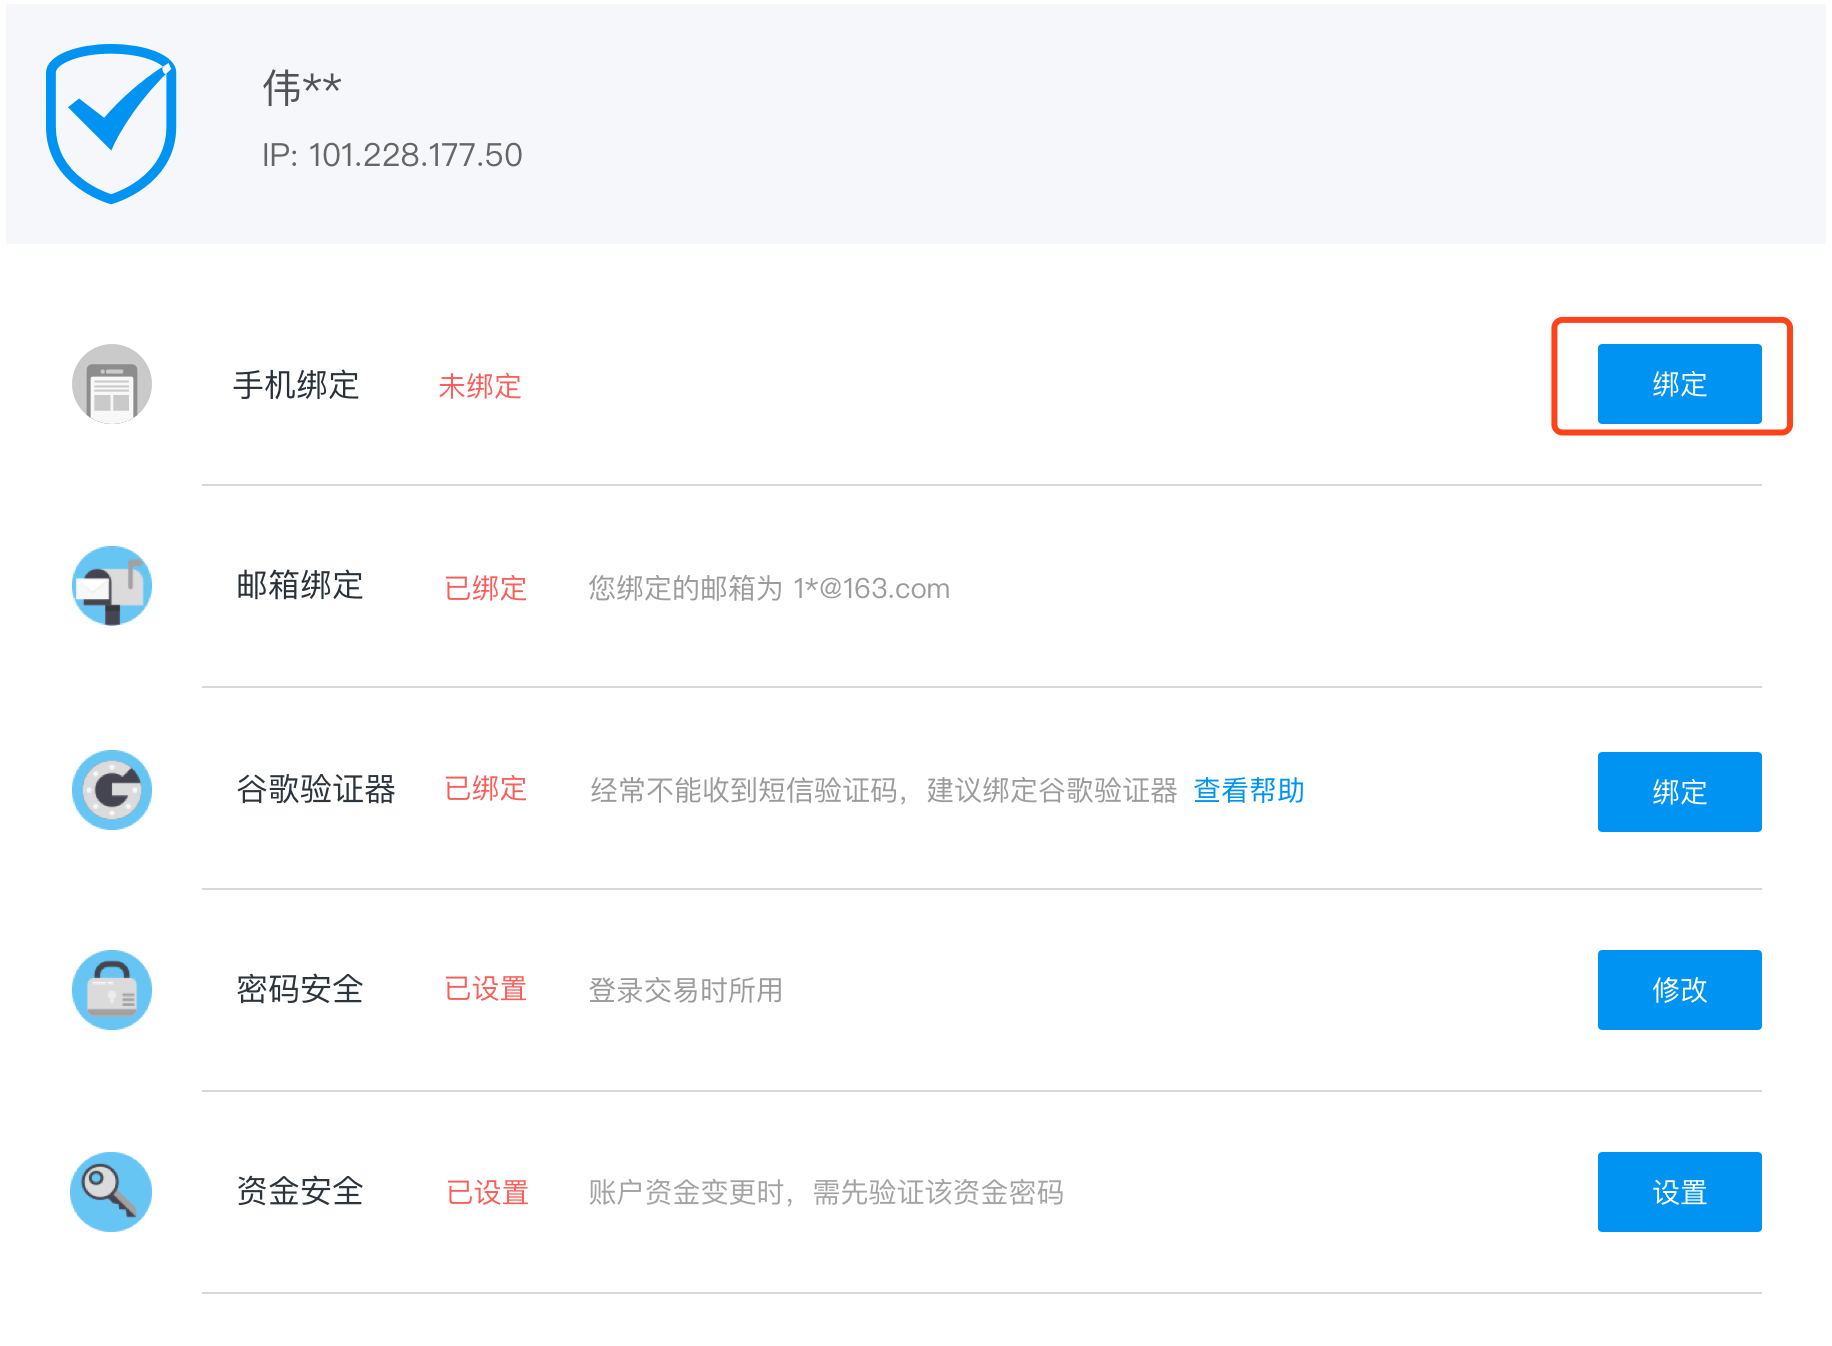 伟**
IP: 101.228.177.50
手机绑定 未绑定 绑定
邮箱绑定 已绑定 您绑定的邮箱为 1*@163.com
谷歌验证器 已绑定 经常不能收到短信验证码，建议绑定谷歌验证器 查看帮助 绑定
密码安全 已设置 登录交易时所用 修改
资金安全 已设置 账户资金变更时，需先验证该资金密码 设置